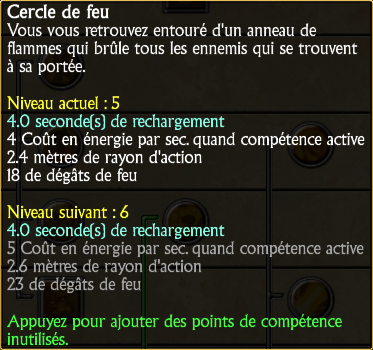 Cercle de feu
Vous vous retrouvez entouré d'un anneau de
flammes qui brûle tous les ennemis qui se trouvent
à sa portée.
Niveau actuel : 5
4.0 seconde(s) de rechargement
4 Coût en énergie par sec. quand compétence active
2.4 mètres de rayon d'action
18 de dégâts de feu
Niveau suivant : 6
4.0 seconde(s) de rechargement
5 Coût en énergie par sec. quand compétence active
2.6 mètres de rayon d'action
23 de dégâts de feu
Appuyez pour ajouter des points de compétence
inutilisés.